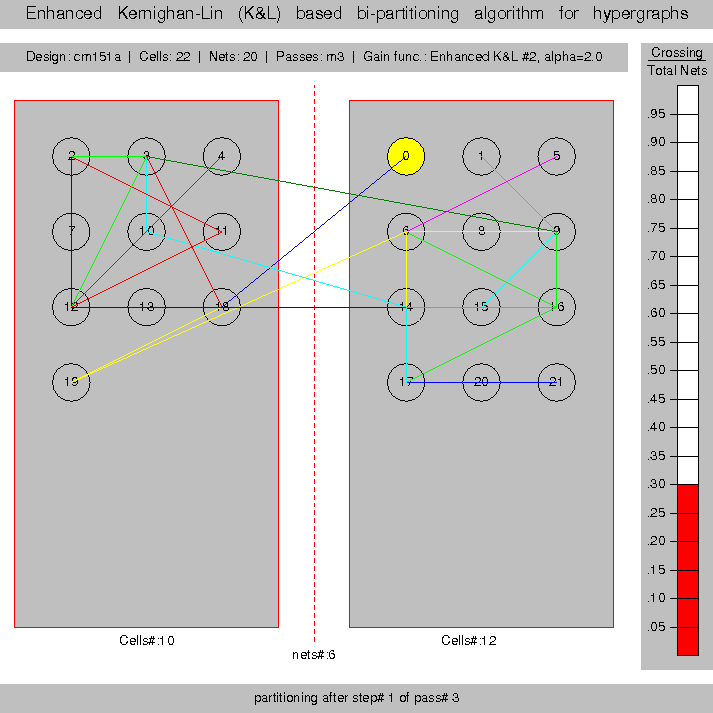 Enhanced Kernighan-Lin (K&L) based bi-partitioning algorithm for hypergraphs
Design: cm151a | Cells: 22 | Nets: 20 | Passes: m3 | Gain func.: Enhanced K&L #2, alpha=2.0
Crossing
Total Nets
.95
.90
.85
.80
.75
.70
.65
.60
.55
.50
.45
.40
.35
.30
.25
.20
.15
.10
.05
2 3 4 0 1 5
7 10 11 6 8 9
12 13 18 14 15 16
19 17 20 21
Cells#:10 Cells#:12
nets#:6
partitioning after step# 1 of pass# 3